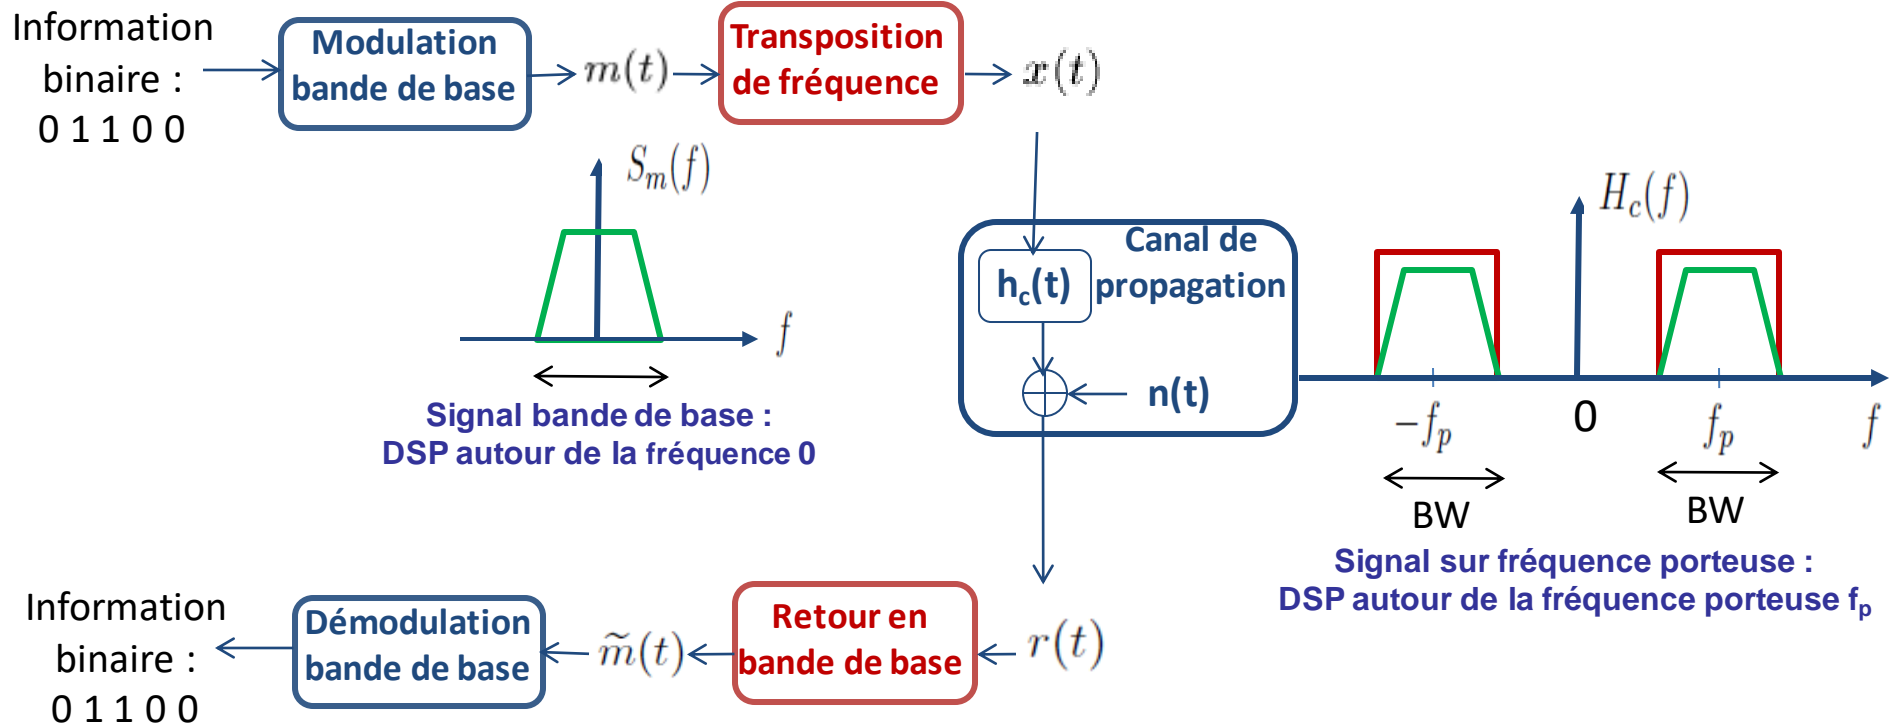 Information
binaire :
0 1 1 0 0
Modulation
bande de base
m(t)
Transposition
de fréquence
x(t)
S_m(f)
f
Signal bande de base :
DSP autour de la fréquence 0
Canal de
propagation
h_c(t)
n(t)
H_c(f)
-f_p
0
f_p
f
BW
BW
Signal sur fréquence porteuse :
DSP autour de la fréquence porteuse f_p
r(t)
Retour en
bande de base
m̃(t)
Démodulation
bande de base
Information
binaire :
0 1 1 0 0